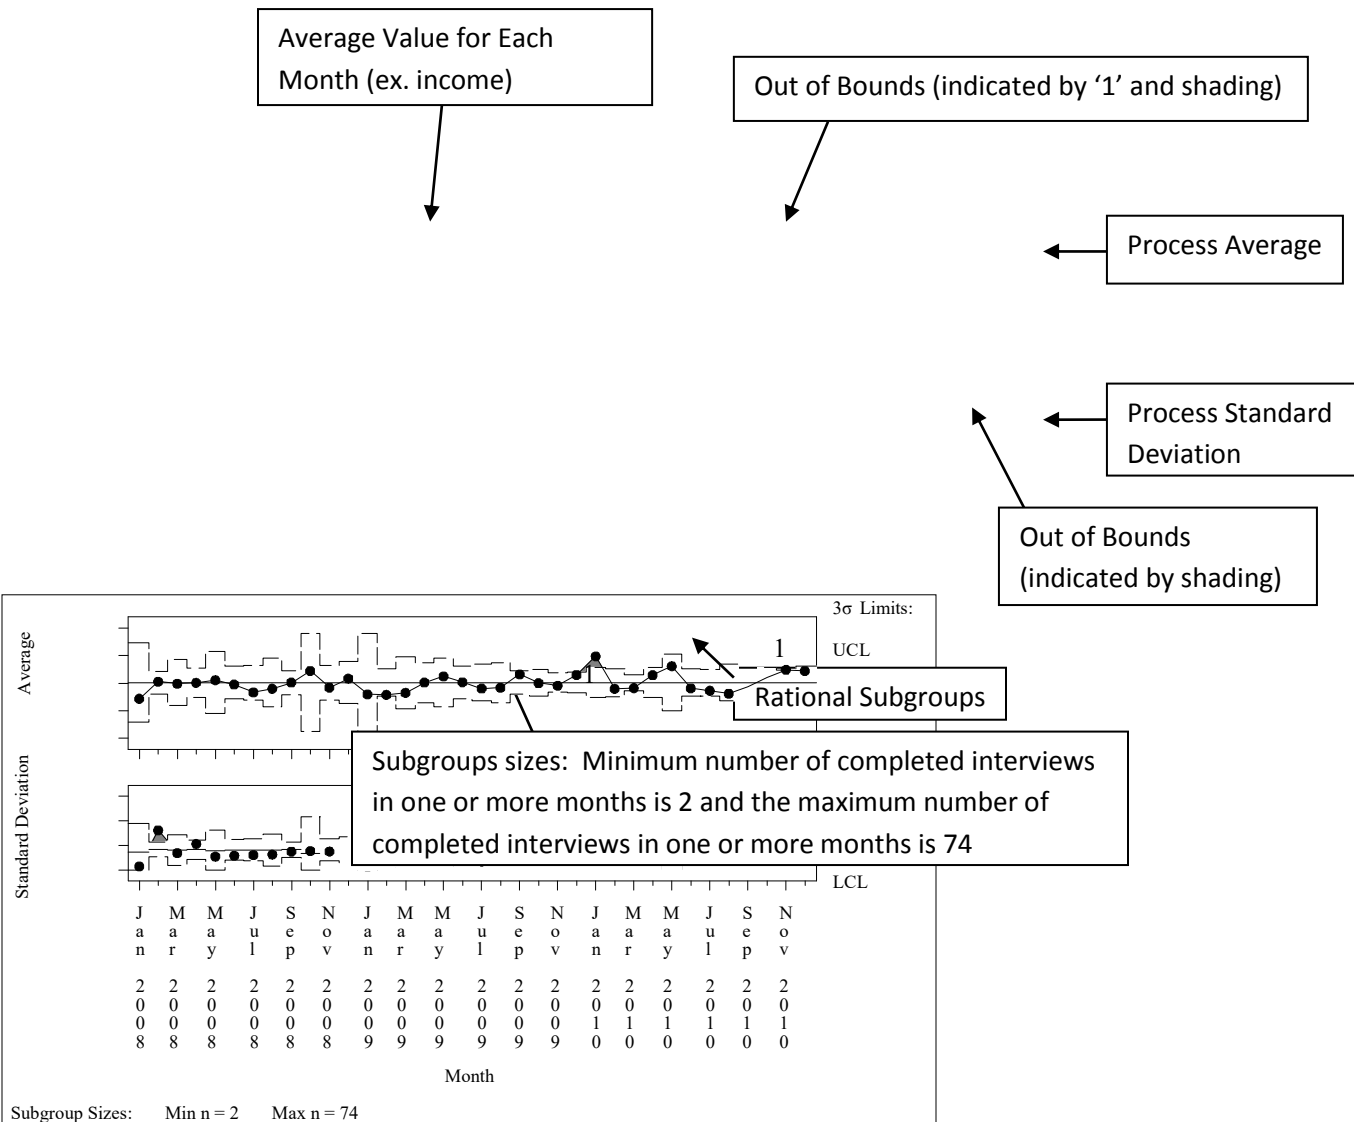 Average Value for Each
Month (ex. income)
Out of Bounds (indicated by ‘1’ and shading)
Process Average
Process Standard
Deviation
Out of Bounds
(indicated by shading)
3σ Limits:
Average
1
UCL
1
Rational Subgroups
Subgroups sizes: Minimum number of completed interviews
in one or more months is 2 and the maximum number of
completed interviews in one or more months is 74
Standard Deviation
LCL
Jan 2008
Mar 2008
May 2008
Jul 2008
Sep 2008
Nov 2008
Jan 2009
Mar 2009
May 2009
Jul 2009
Sep 2009
Nov 2009
Jan 2010
Mar 2010
May 2010
Jul 2010
Sep 2010
Nov 2010
Month
Subgroup Sizes: Min n = 2 Max n = 74